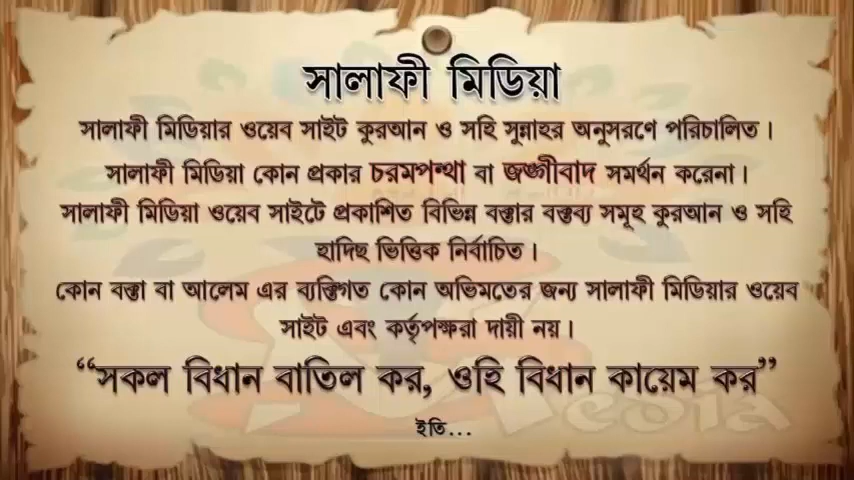 সালাফী মিডিয়া
সালাফী মিডিয়ার ওয়েব সাইট কুরআন ও সহি সুন্নাহর অনুসরণে পরিচালিত।
সালাফী মিডিয়া কোন প্রকার চরমপন্থা বা জঙ্গীবাদ সমর্থন করেনা।
সালাফী মিডিয়া ওয়েব সাইটে প্রকাশিত বিভিন্ন বক্তার বক্তব্য সমূহ কুরআন ও সহি
হাদিছ ভিত্তিক নির্বাচিত।
কোন বক্তা বা আলেম এর ব্যক্তিগত কোন অভিমতের জন্য সালাফী মিডিয়ার ওয়েব
সাইট এবং কর্তৃপক্ষরা দায়ী নয়।
“সকল বিধান বাতিল কর, ওহি বিধান কায়েম কর”
ইতি...